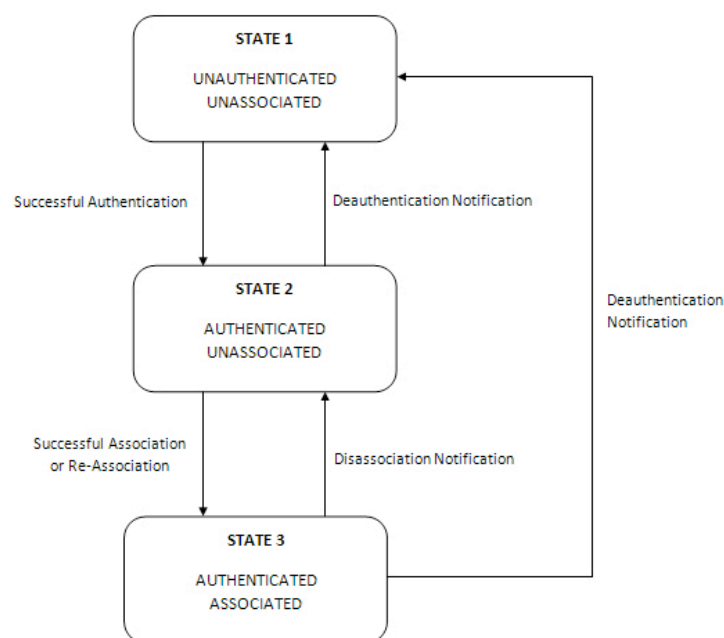 STATE 1
UNAUTHENTICATED
UNASSOCIATED
Successful Authentication
Deauthentication Notification
STATE 2
AUTHENTICATED
UNASSOCIATED
Deauthentication
Notification
Successful Association
or Re-Association
Disassociation Notification
STATE 3
AUTHENTICATED
ASSOCIATED